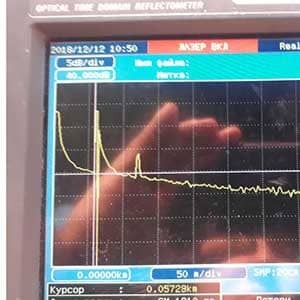 OPTICAL TIME DOMAIN REFLECTOMETER
2018/12/12 10:50 ЛАЗЕР ВКЛ Real
5dB/div Имя файла:
40.000dB Метка:
0.00000km 50 m/div SMP:20cm
Курсор : 0.05729km